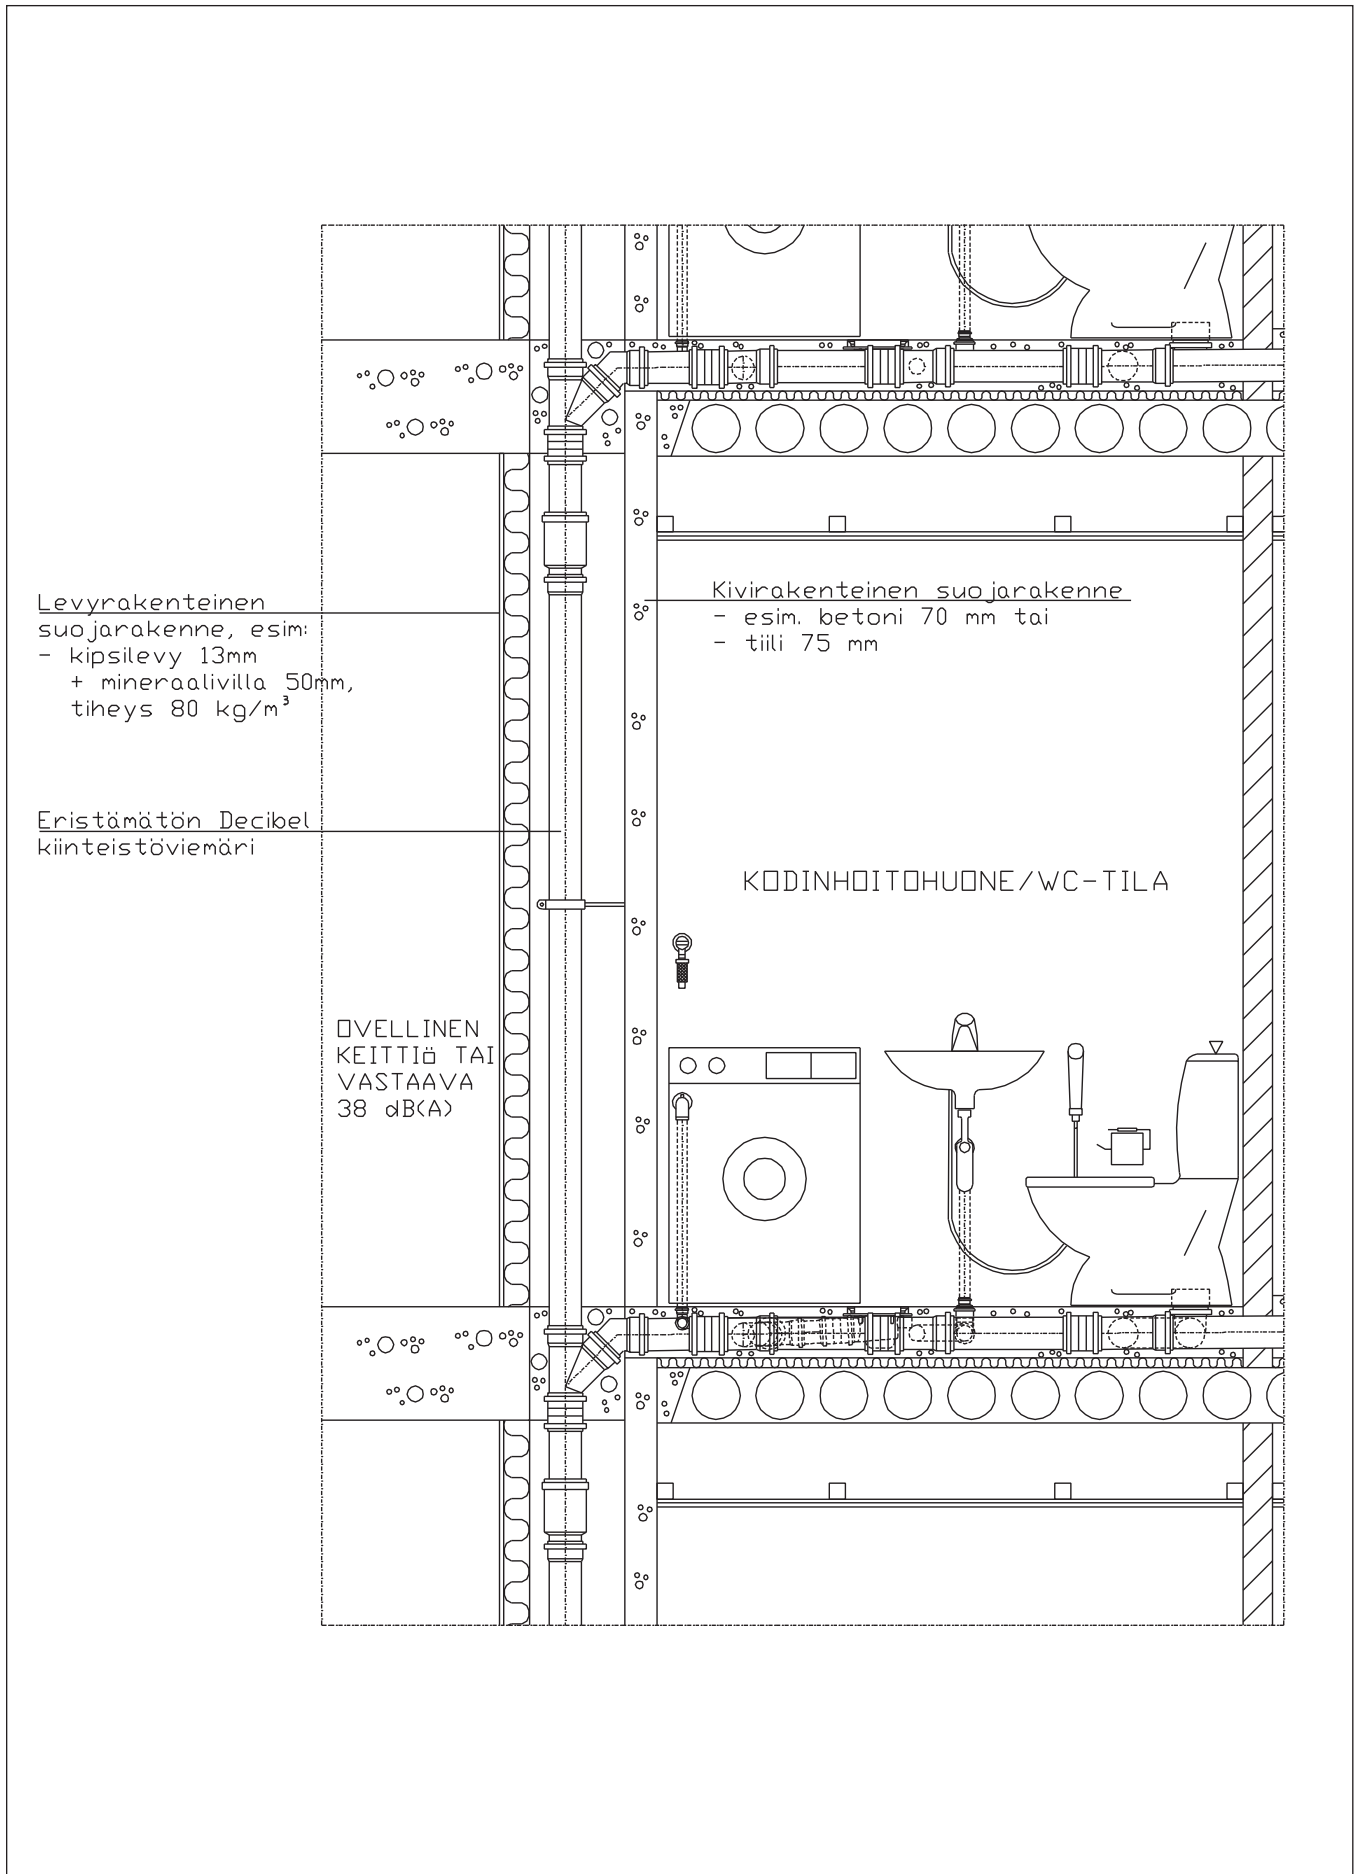 Levyrakenteinen
suojarakenne, esim:
- kipsilevy 13mm
+ mineraalivilla 50mm,
tiheys 80 kg/m³
Kivirakenteinen suojarakenne
- esim. betoni 70 mm tai
- tiili 75 mm
Eristämätön Decibel
kiinteistöviemäri
KODINHOITOHUONE/WC-TILA
OVELLINEN
KEITTIö TAI
VASTAAVA
38 dB(A)